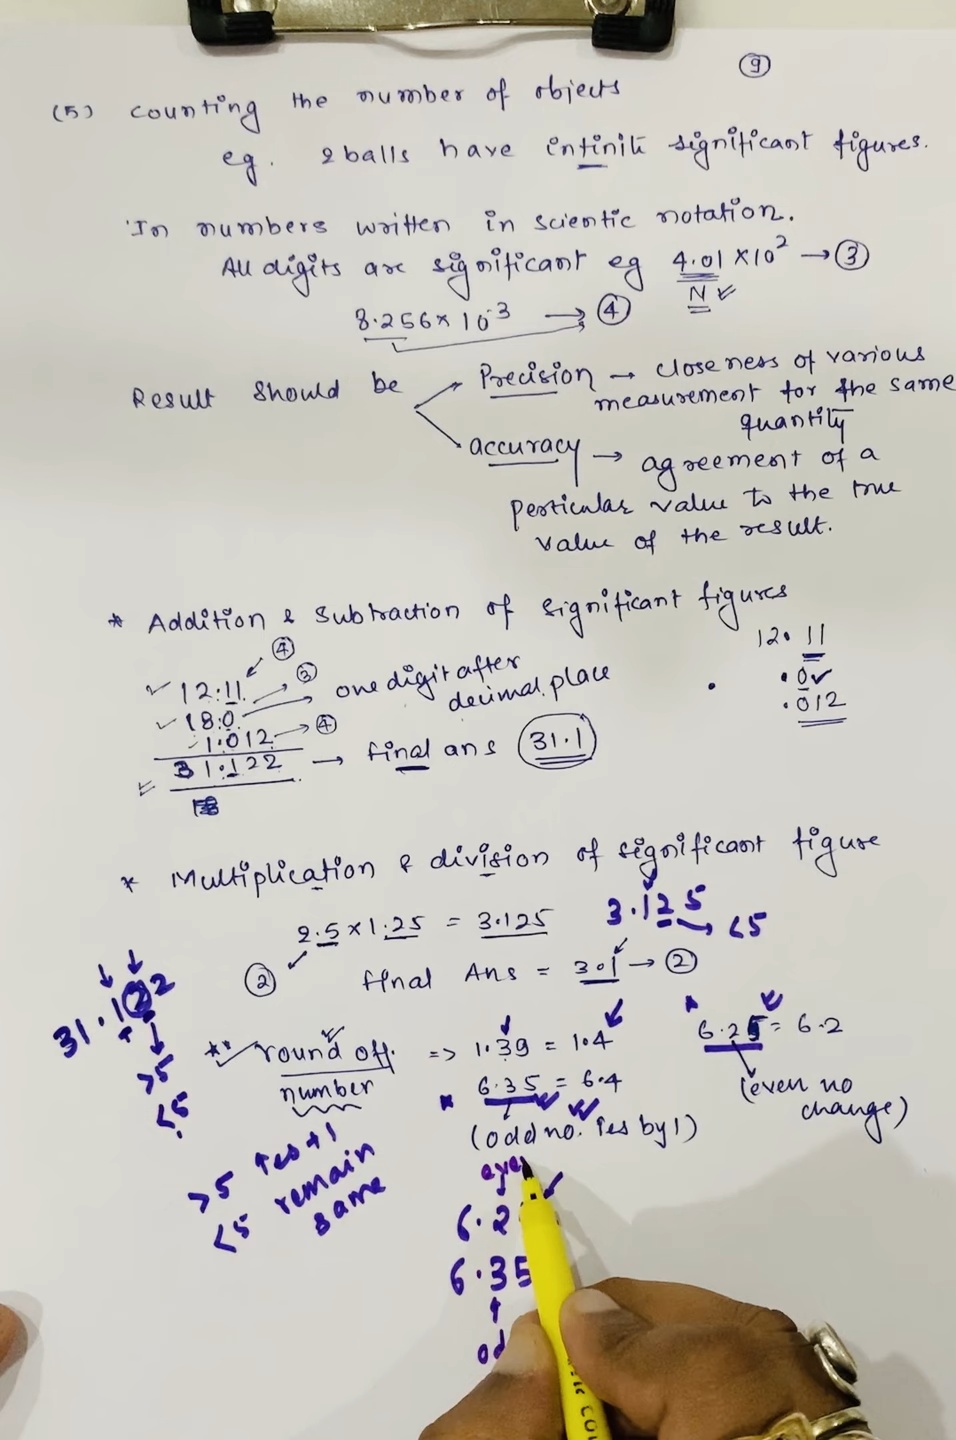 9
(5) Counting the number of objects
eg. 2balls have infinite significant figures.
In numbers written in scientic notation.
All digits are significant eg 4.01 x 10² → 3
N
8.256 x 10⁻³ → 4
Result should be
→ Precision → closeness of various
measurement for the same
quantity
→ accuracy → agreement of a
perticular value to the true
value of the result.
* Addition & Subtraction of significant figures
12.11 4
18.0 3 one digit after
decimal place
1.012 → 4
31.122 → final ans 31.1
12.11
.0
.012
* Multiplication & division of significant figure
2.5 x 1.25 = 3.125
3.125 → <5
2 final Ans = 3.1 → 2
31.122
>5
<5
** round off. => 1.39 = 1.4
number
6.25 = 6.2
6.35 = 6.4
(even no
change)
(odd no. ↑es by 1)
>5 ↑es +1
<5 remain
same
6.2
6.35